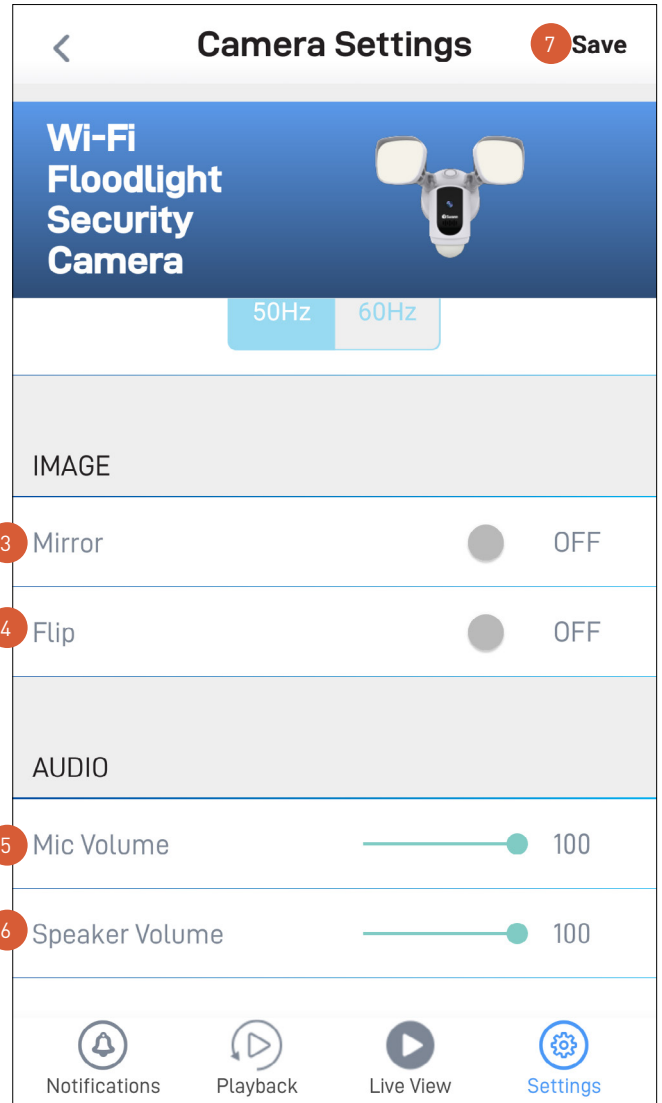 Camera Settings
7 Save
Wi-Fi
Floodlight
Security
Camera
50Hz 60Hz
IMAGE
3 Mirror OFF
4 Flip OFF
AUDIO
5 Mic Volume 100
6 Speaker Volume 100
Notifications Playback Live View Settings